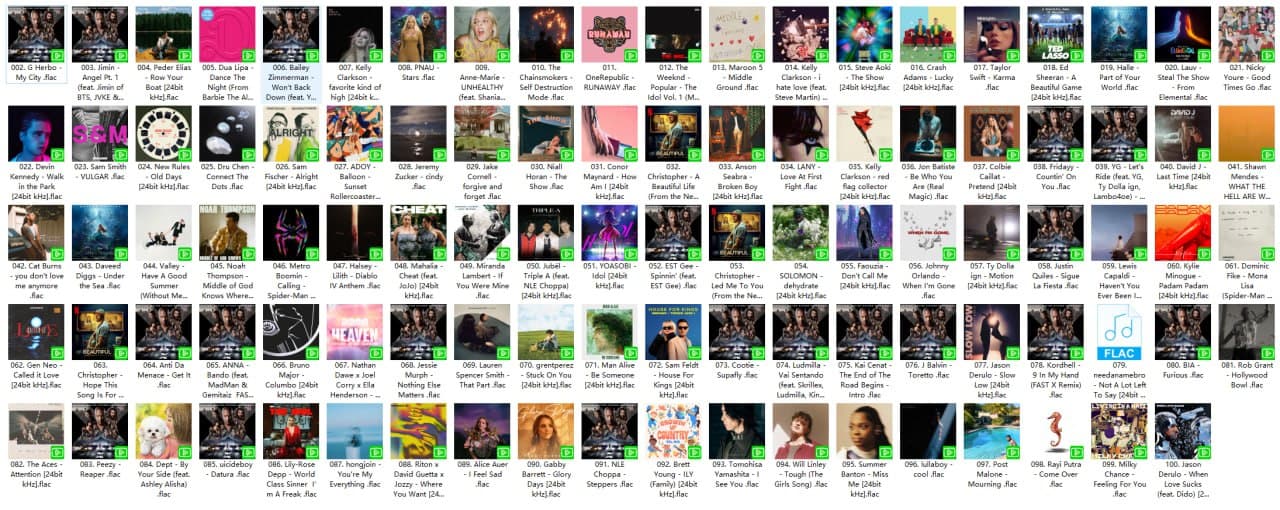 002. G Herbo -
My City .flac
003. Jimin -
Angel Pt. 1
(feat. Jimin of
BTS, JVKE &...
004. Peder Elias
- Row Your
Boat [24bit
kHz].flac
005. Dua Lipa -
Dance The
Night (From
Barbie The Al...
006. Bailey
Zimmerman -
Won't Back
Down (feat. Y...
007. Kelly
Clarkson -
favorite kind of
high [24bit k...
008. PNAU -
Stars .flac
009.
Anne-Marie -
UNHEALTHY
(feat. Shania...
010. The
Chainsmokers -
Self Destruction
Mode .flac
011.
OneRepublic -
RUNAWAY .flac
012. The
Weeknd -
Popular - The
Idol Vol. 1 (M...
013. Maroon 5
- Middle
Ground .flac
014. Kelly
Clarkson - i
hate love (feat.
Steve Martin) ...
015. Steve Aoki
- The Show
[24bit kHz].flac
016. Crash
Adams - Lucky
[24bit kHz].flac
017. Taylor
Swift - Karma
.flac
018. Ed
Sheeran - A
Beautiful Game
[24bit kHz].flac
019. Halle -
Part of Your
World .flac
020. Lauv -
Steal The Show
- From
Elemental .flac
021. Nicky
Youre - Good
Times Go .flac
RUNAWAY
MIDDLE
TED
LASSO
022. Devin
Kennedy - Walk
in the Park
[24bit kHz].flac
023. Sam Smith
- VULGAR .flac
024. New Rules
- Old Days
[24bit kHz].flac
025. Dru Chen -
Connect The
Dots .flac
026. Sam
Fischer - Alright
[24bit kHz].flac
027. ADOY -
Balloon -
Sunset
Rollercoaster...
028. Jeremy
Zucker - cindy
.flac
029. Jake
Cornell -
forgive and
forget .flac
030. Niall
Horan - The
Show .flac
031. Conor
Maynard - How
Am I [24bit
kHz].flac
032.
Christopher - A
Beautiful Life
(From the Ne...
033. Anson
Seabra -
Broken Boy
[24bit kHz].flac
034. LANY -
Love At First
Fight .flac
035. Kelly
Clarkson - red
flag collector
[24bit kHz].flac
036. Jon Batiste
- Be Who You
Are (Real
Magic) .flac
037. Colbie
Caillat -
Pretend [24bit
kHz].flac
038. Fridayy -
Countin' On
You .flac
039. YG - Let's
Ride (feat. YG,
Ty Dolla ign,
Lambo4oe) - ...
040. David J -
Last Time [24bit
kHz].flac
041. Shawn
Mendes -
WHAT THE
HELL ARE W...
S&M
ALRIGHT
BEAUTIFUL
DAVID J
042. Cat Burns
- you don't love
me anymore
.flac
043. Daveed
Diggs - Under
the Sea .flac
044. Valley -
Have A Good
Summer
(Without Me...
045. Noah
Thompson -
Middle of God
Knows Where...
046. Metro
Boomin -
Calling -
Spider-Man ...
047. Halsey -
Lilith - Diablo
IV Anthem .flac
048. Mahalia -
Cheat (feat.
JoJo) [24bit
kHz].flac
049. Miranda
Lambert - If
You Were Mine
.flac
050. Jubel -
Triple A (feat.
NLE Choppa)
[24bit kHz].flac
051. YOASOBI -
Idol [24bit
kHz].flac
052. EST Gee -
Spinnin' (feat.
EST Gee) .flac
053.
Christopher -
Led Me To You
(From the Ne...
054.
SOLOMON -
dehydrate
[24bit kHz].flac
055. Faouzia -
Don't Call Me
[24bit kHz].flac
056. Johnny
Orlando -
When I'm Gone
.flac
057. Ty Dolla
ign - Motion
[24bit kHz].flac
058. Justin
Quiles - Sigue
La Fiesta .flac
059. Lewis
Capaldi -
Haven't You
Ever Been I...
060. Kylie
Minogue -
Padam Padam
[24bit kHz].flac
061. Dominic
Fike - Mona
Lisa
(Spider-Man ...
NOAH THOMPSON
CHEAT
TRIPLE-A
WHEN I'M GONE
062. Gen Neo -
Called it Love
[24bit kHz].flac
063.
Christopher -
Hope This
Song Is For ...
064. Anti Da
Menace - Get It
.flac
065. ANNA -
Bando (feat.
MadMan &
Gemitaiz FAS...
066. Bruno
Major -
Columbo [24bit
kHz].flac
067. Nathan
Dawe x Joel
Corry x Ella
Henderson - ...
068. Jessie
Murph -
Nothing Else
Matters .flac
069. Lauren
Spencer Smith -
That Part. .flac
070. grentperez
- Stuck On You
[24bit kHz].flac
071. Man Alive
- Be Someone
[24bit kHz].flac
072. Sam Feldt
- House For
Kings [24bit
kHz].flac
073. Cootie -
Supafly .flac
074. Ludmilla -
Vai Sentando
(feat. Skrillex,
Ludmilla, Kin...
075. Kai Cenat -
The End of The
Road Begins -
Intro .flac
076. J Balvin -
Toretto .flac
077. Jason
Derulo - Slow
Low [24bit
kHz].flac
078. Kordhell -
9 In My Hand
(FAST X Remix)
.flac
079.
needanamebro
- Not A Lot Left
To Say [24bit ...
080. BIA -
Furious .flac
081. Rob Grant
- Hollywood
Bowl .flac
BEAUTIFUL
HEAVEN
HOUSE FOR KINGS
SLOW LOW
FLAC
082. The Aces -
Attention [24bit
kHz].flac
083. Peezy -
Reaper .flac
084. Dept - By
Your Side (feat.
Ashley Alisha)
.flac
085. uicideboy
- Datura .flac
086. Lily-Rose
Depp - World
Class Sinner I'
m A Freak .flac
087. hongjoin -
You're My
Everything .flac
088. Riton x
David Guetta x
Jozzy - Where
You Want [24...
089. Alice Auer
- I Feel Sad
.flac
090. Gabby
Barrett - Glory
Days [24bit
kHz].flac
091. NLE
Choppa -
Steppers .flac
092. Brett
Young - ILY
(Family) [24bit
kHz].flac
093. Tomohisa
Yamashita - I
See You .flac
094. Will Linley
- Tough (The
Girls Song) .flac
095. Summer
Banton - Miss
Me [24bit
kHz].flac
096. lullaboy -
cool .flac
097. Post
Malone -
Mourning .flac
098. Rayi Putra
- Come Over
.flac
099. Milky
Chance -
Feeling For You
.flac
100. Jason
Derulo - When
Love Sucks
(feat. Dido) [2...
THE IDOL
COUNTRY